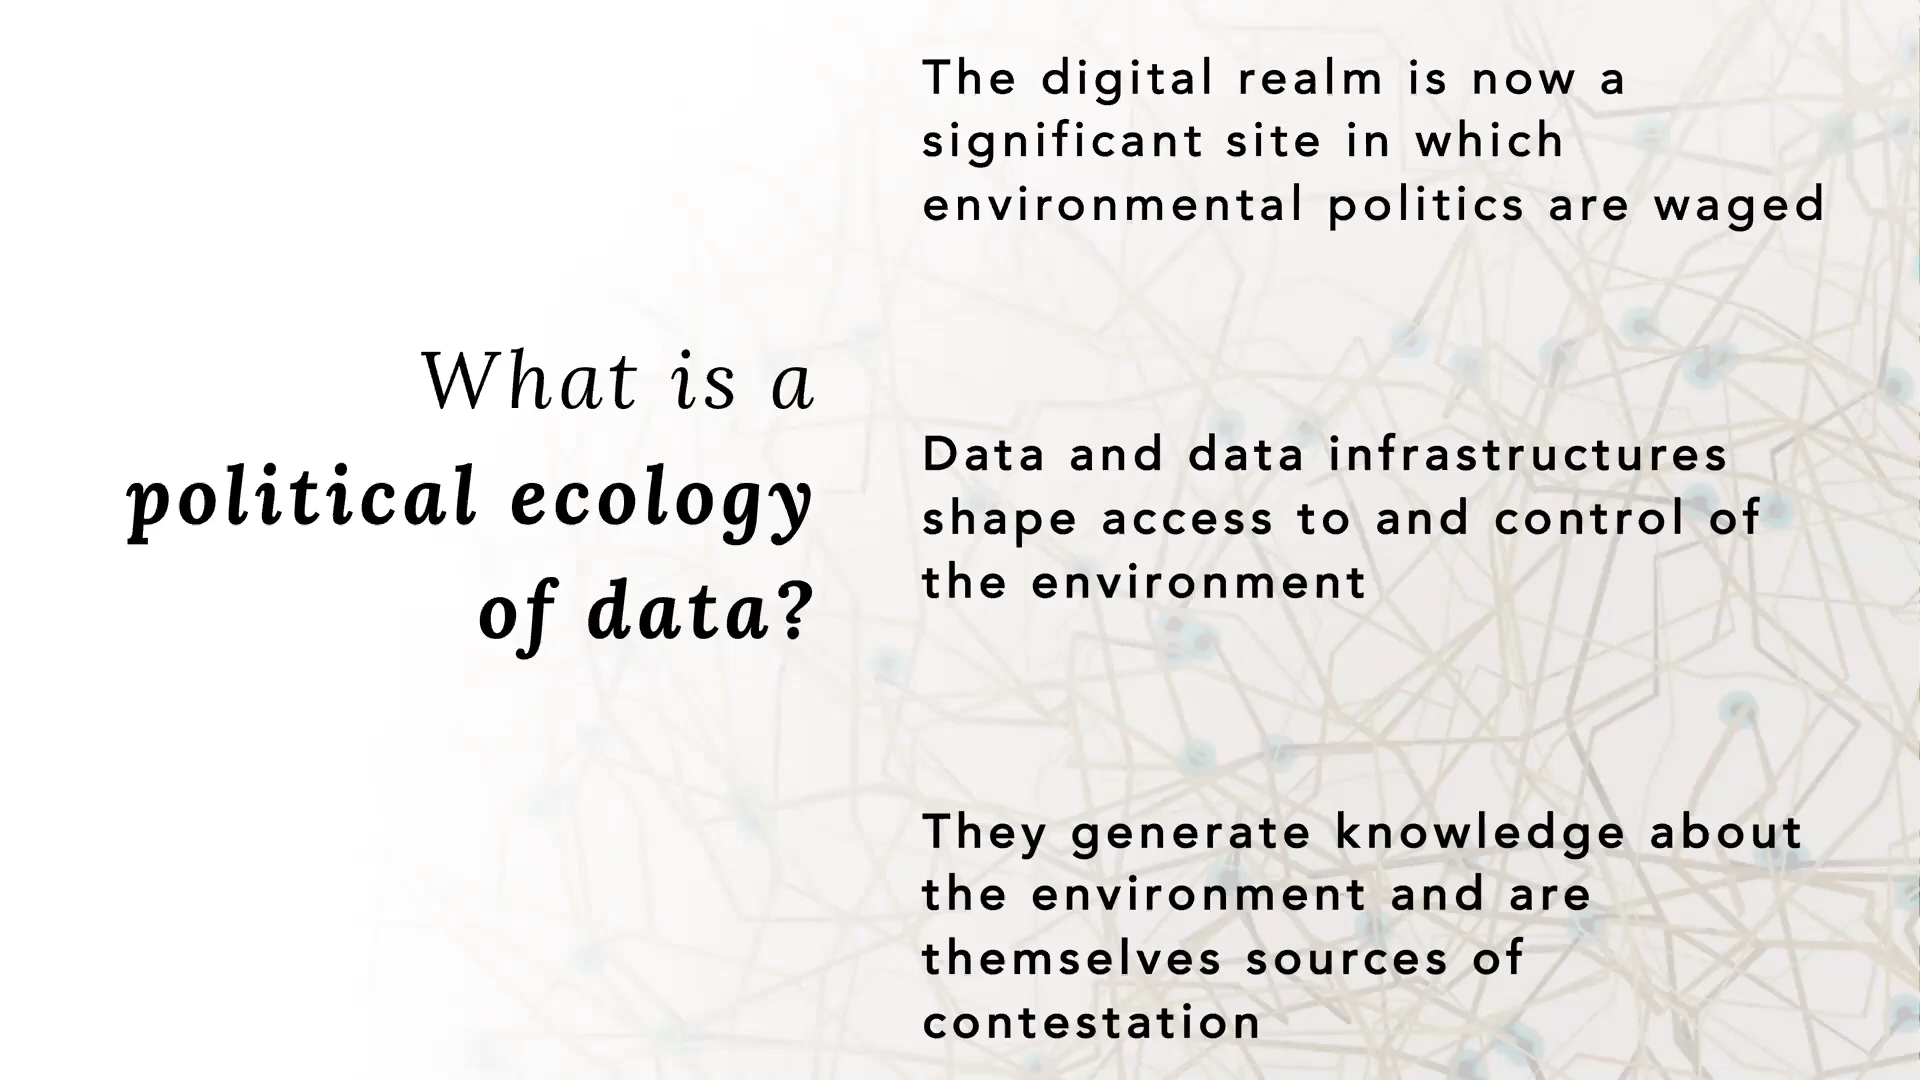 What is a
political ecology
of data?
The digital realm is now a
significant site in which
environmental politics are waged
Data and data infrastructures
shape access to and control of
the environment
They generate knowledge about
the environment and are
themselves sources of
contestation